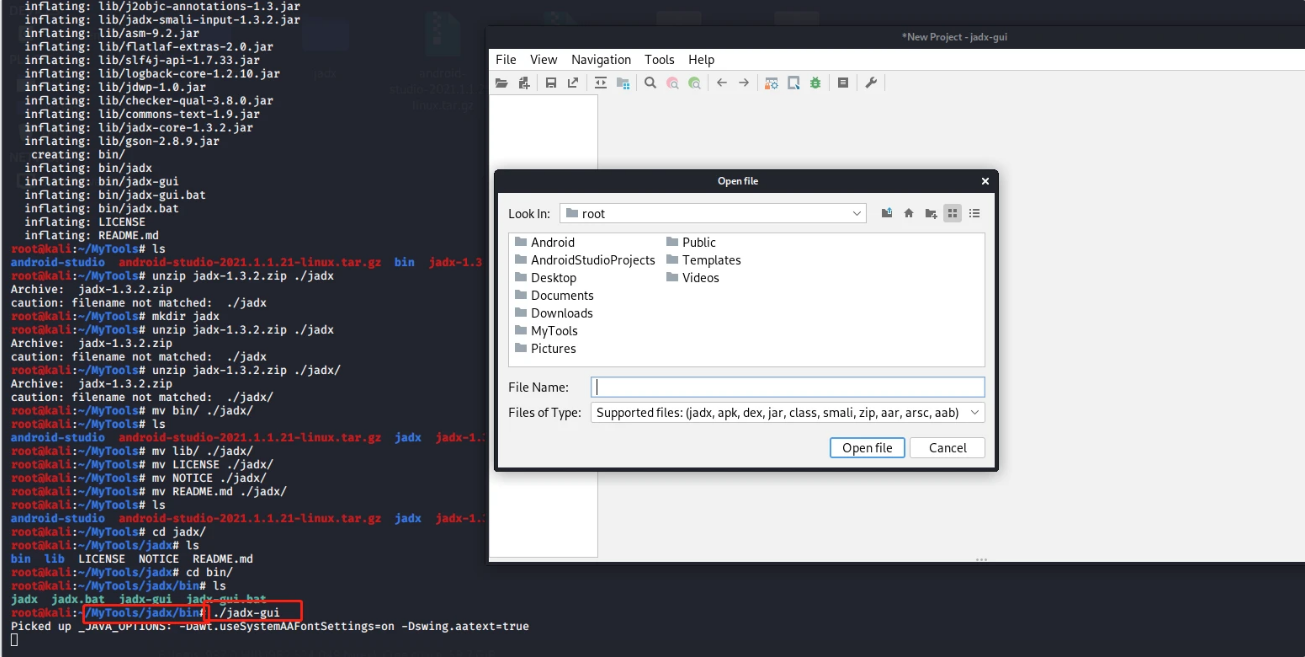 inflating: lib/j2objc-annotations-1.3.jar
inflating: lib/jadx-smali-input-1.3.2.jar
inflating: lib/asm-9.2.jar
inflating: lib/flatlaf-extras-2.0.jar
inflating: lib/slf4j-api-1.7.33.jar
inflating: lib/logback-core-1.2.10.jar
inflating: lib/jdwp-1.0.jar
inflating: lib/checker-qual-3.8.0.jar
inflating: lib/commons-text-1.9.jar
inflating: lib/jadx-core-1.3.2.jar
inflating: lib/gson-2.8.9.jar
creating: bin/
inflating: bin/jadx
inflating: bin/jadx-gui
inflating: bin/jadx-gui.bat
inflating: bin/jadx.bat
inflating: LICENSE
inflating: README.md
root@kali:~/MyTools# ls
android-studio android-studio-2021.1.1.21-linux.tar.gz bin jadx-1.3
root@kali:~/MyTools# unzip jadx-1.3.2.zip ./jadx
Archive: jadx-1.3.2.zip
caution: filename not matched: ./jadx
root@kali:~/MyTools# mkdir jadx
root@kali:~/MyTools# unzip jadx-1.3.2.zip ./jadx
Archive: jadx-1.3.2.zip
caution: filename not matched: ./jadx
root@kali:~/MyTools# unzip jadx-1.3.2.zip ./jadx/
Archive: jadx-1.3.2.zip
caution: filename not matched: ./jadx/
root@kali:~/MyTools# mv bin/ ./jadx/
root@kali:~/MyTools# ls
android-studio android-studio-2021.1.1.21-linux.tar.gz jadx jadx-1.
root@kali:~/MyTools# mv lib/ ./jadx/
root@kali:~/MyTools# mv LICENSE ./jadx/
root@kali:~/MyTools# mv NOTICE ./jadx/
root@kali:~/MyTools# mv README.md ./jadx/
root@kali:~/MyTools# ls
android-studio android-studio-2021.1.1.21-linux.tar.gz jadx jadx-1.
root@kali:~/MyTools# cd jadx/
root@kali:~/MyTools/jadx# ls
bin lib LICENSE NOTICE README.md
root@kali:~/MyTools/jadx# cd bin/
root@kali:~/MyTools/jadx/bin# ls
jadx jadx.bat jadx-gui jadx-gui.bat
root@kali:~/MyTools/jadx/bin# ./jadx-gui
Picked up _JAVA_OPTIONS: -Dawt.useSystemAAFontSettings=on -Dswing.aatext=true
*New Project - jadx-gui
File View Navigation Tools Help
Open file
Look In: root
Android
AndroidStudioProjects
Desktop
Documents
Downloads
MyTools
Pictures
Public
Templates
Videos
File Name:
Files of Type: Supported files: (jadx, apk, dex, jar, class, smali, zip, aar, arsc, aab)
Open file Cancel